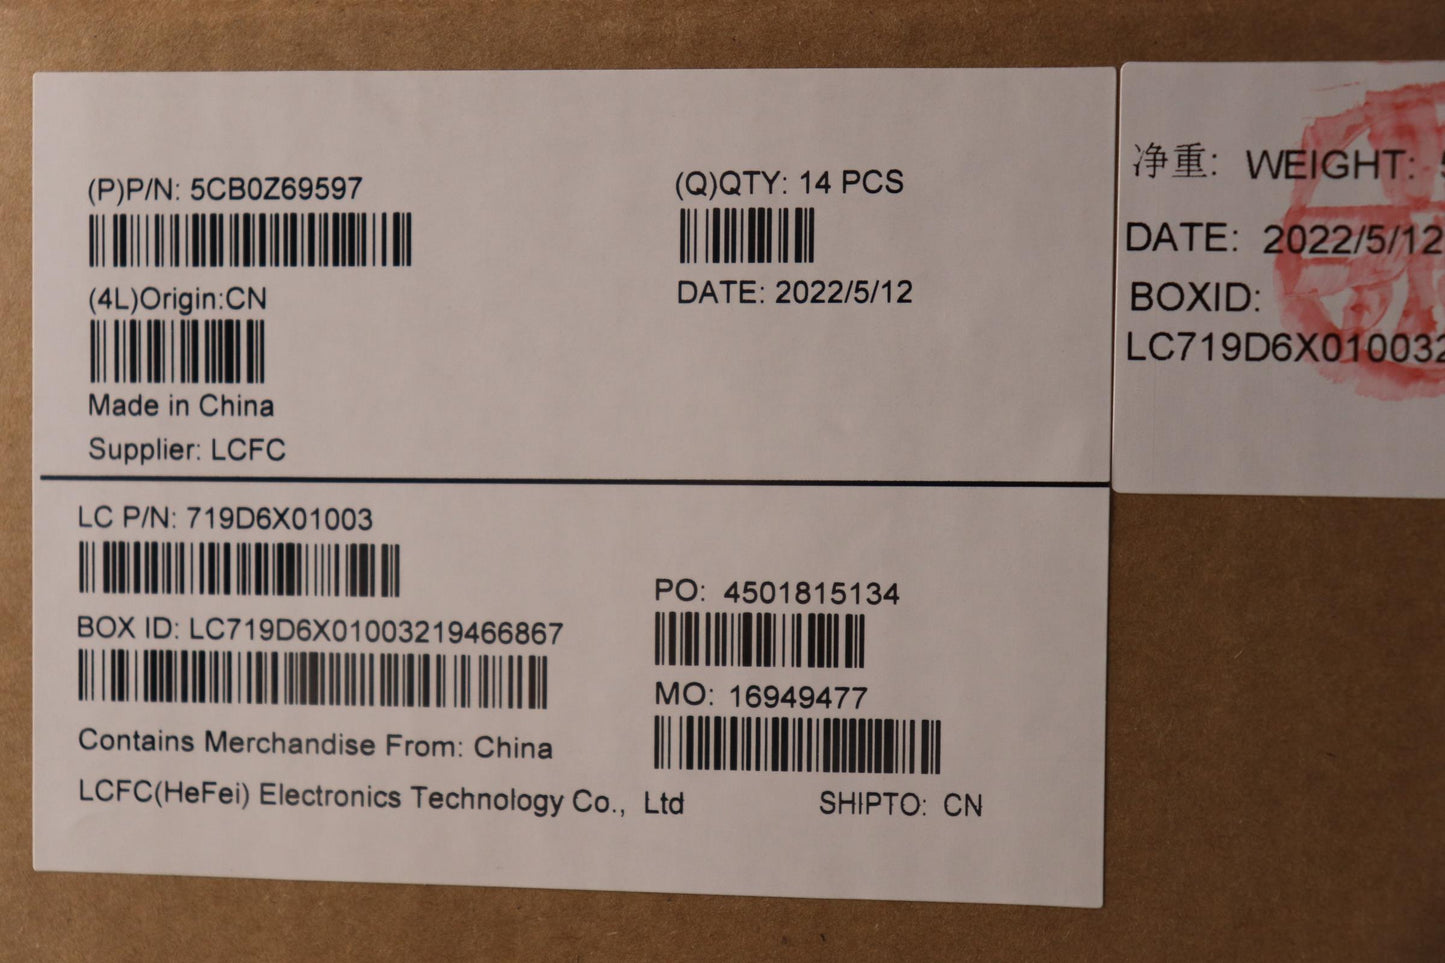 (P)P/N: 5CB0Z69597
(Q)QTY: 14 PCS
DATE: 2022/5/12
(4L)Origin:CN
Made in China
Supplier: LCFC
LC P/N: 719D6X01003
PO: 4501815134
BOX ID: LC719D6X01003219466867
MO: 16949477
Contains Merchandise From: China
LCFC(HeFei) Electronics Technology Co., Ltd
SHIPTO: CN
净重: WEIGHT:
DATE: 2022/5/12
BOXID:
LC719D6X010032